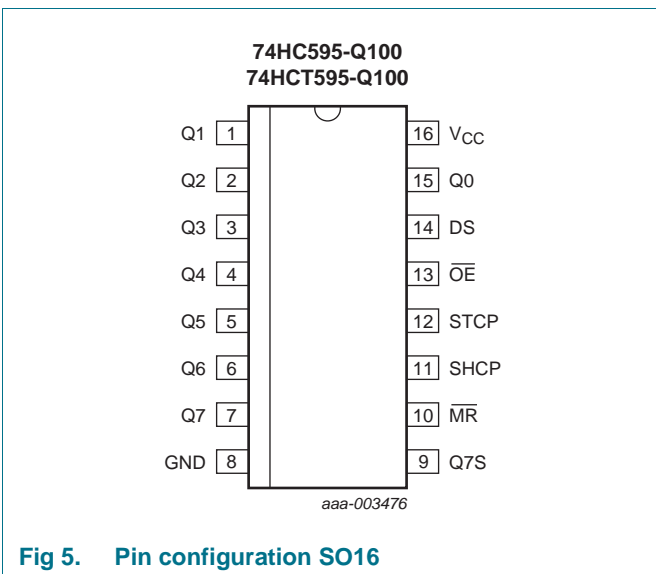 74HC595-Q100
74HCT595-Q100
Q1 1 16 VCC
Q2 2 15 Q0
Q3 3 14 DS
Q4 4 13 O̅E̅
Q5 5 12 STCP
Q6 6 11 SHCP
Q7 7 10 M̅R̅
GND 8 9 Q7S
aaa-003476
Fig 5. Pin configuration SO16